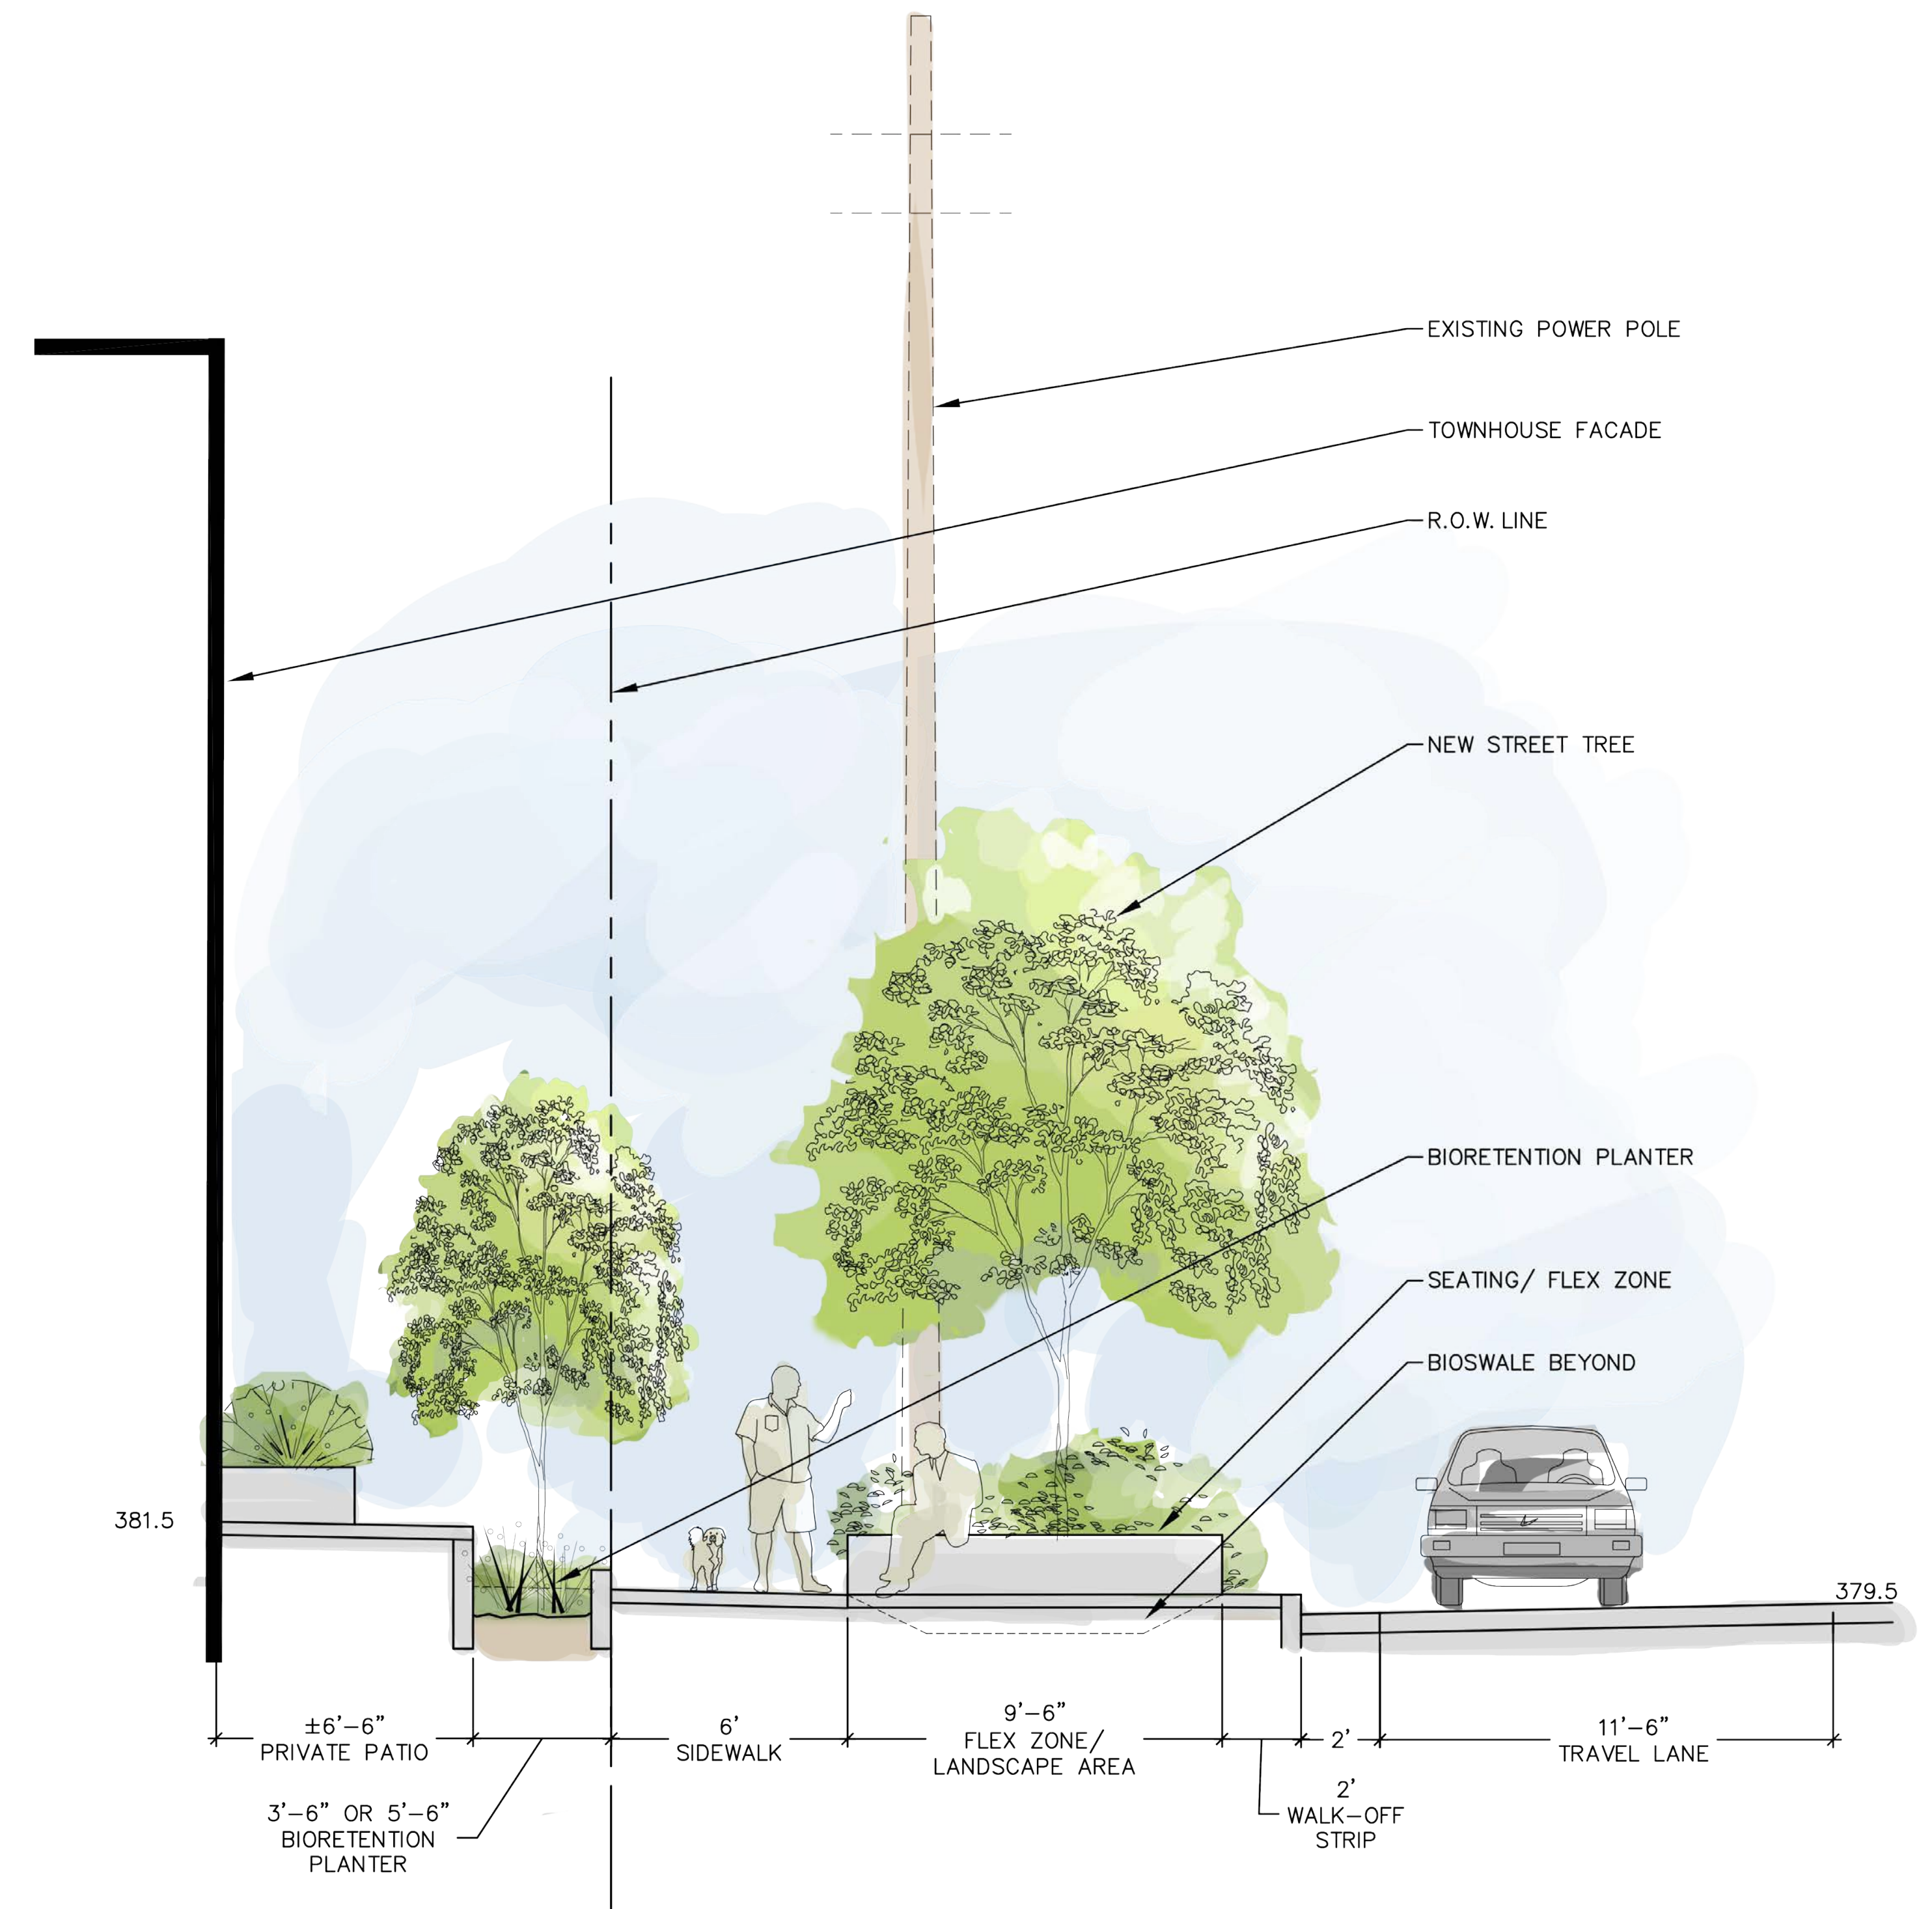 EXISTING POWER POLE
TOWNHOUSE FACADE
R.O.W. LINE
NEW STREET TREE
BIORETENTION PLANTER
SEATING/ FLEX ZONE
BIOSWALE BEYOND
381.5
379.5
±6'-6"
PRIVATE PATIO
3'-6" OR 5'-6"
BIORETENTION
PLANTER
6'
SIDEWALK
9'-6"
FLEX ZONE/
LANDSCAPE AREA
2'
WALK-OFF
STRIP
2'
11'-6"
TRAVEL LANE